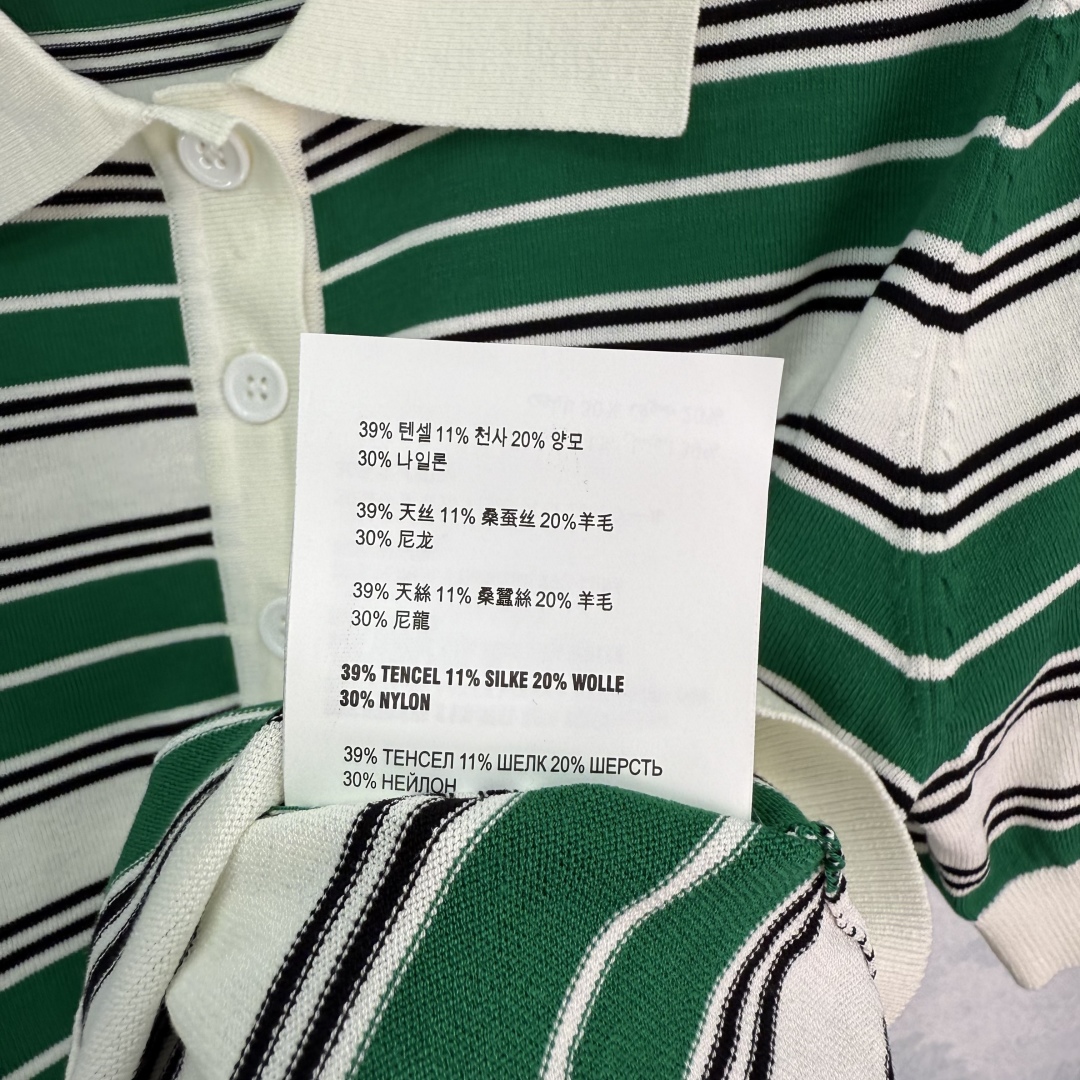 39% 텐셀 11% 천사 20% 양모
30% 나일론
39% 天丝 11% 桑蚕丝 20%羊毛
30% 尼龙
39% 天絲 11% 桑蠶絲 20% 羊毛
30% 尼龍
39% TENCEL 11% SILKE 20% WOLLE
30% NYLON
39% ТЕНСЕЛ 11% ШЕЛК 20% ШЕРСТЬ
30% НЕЙЛОН